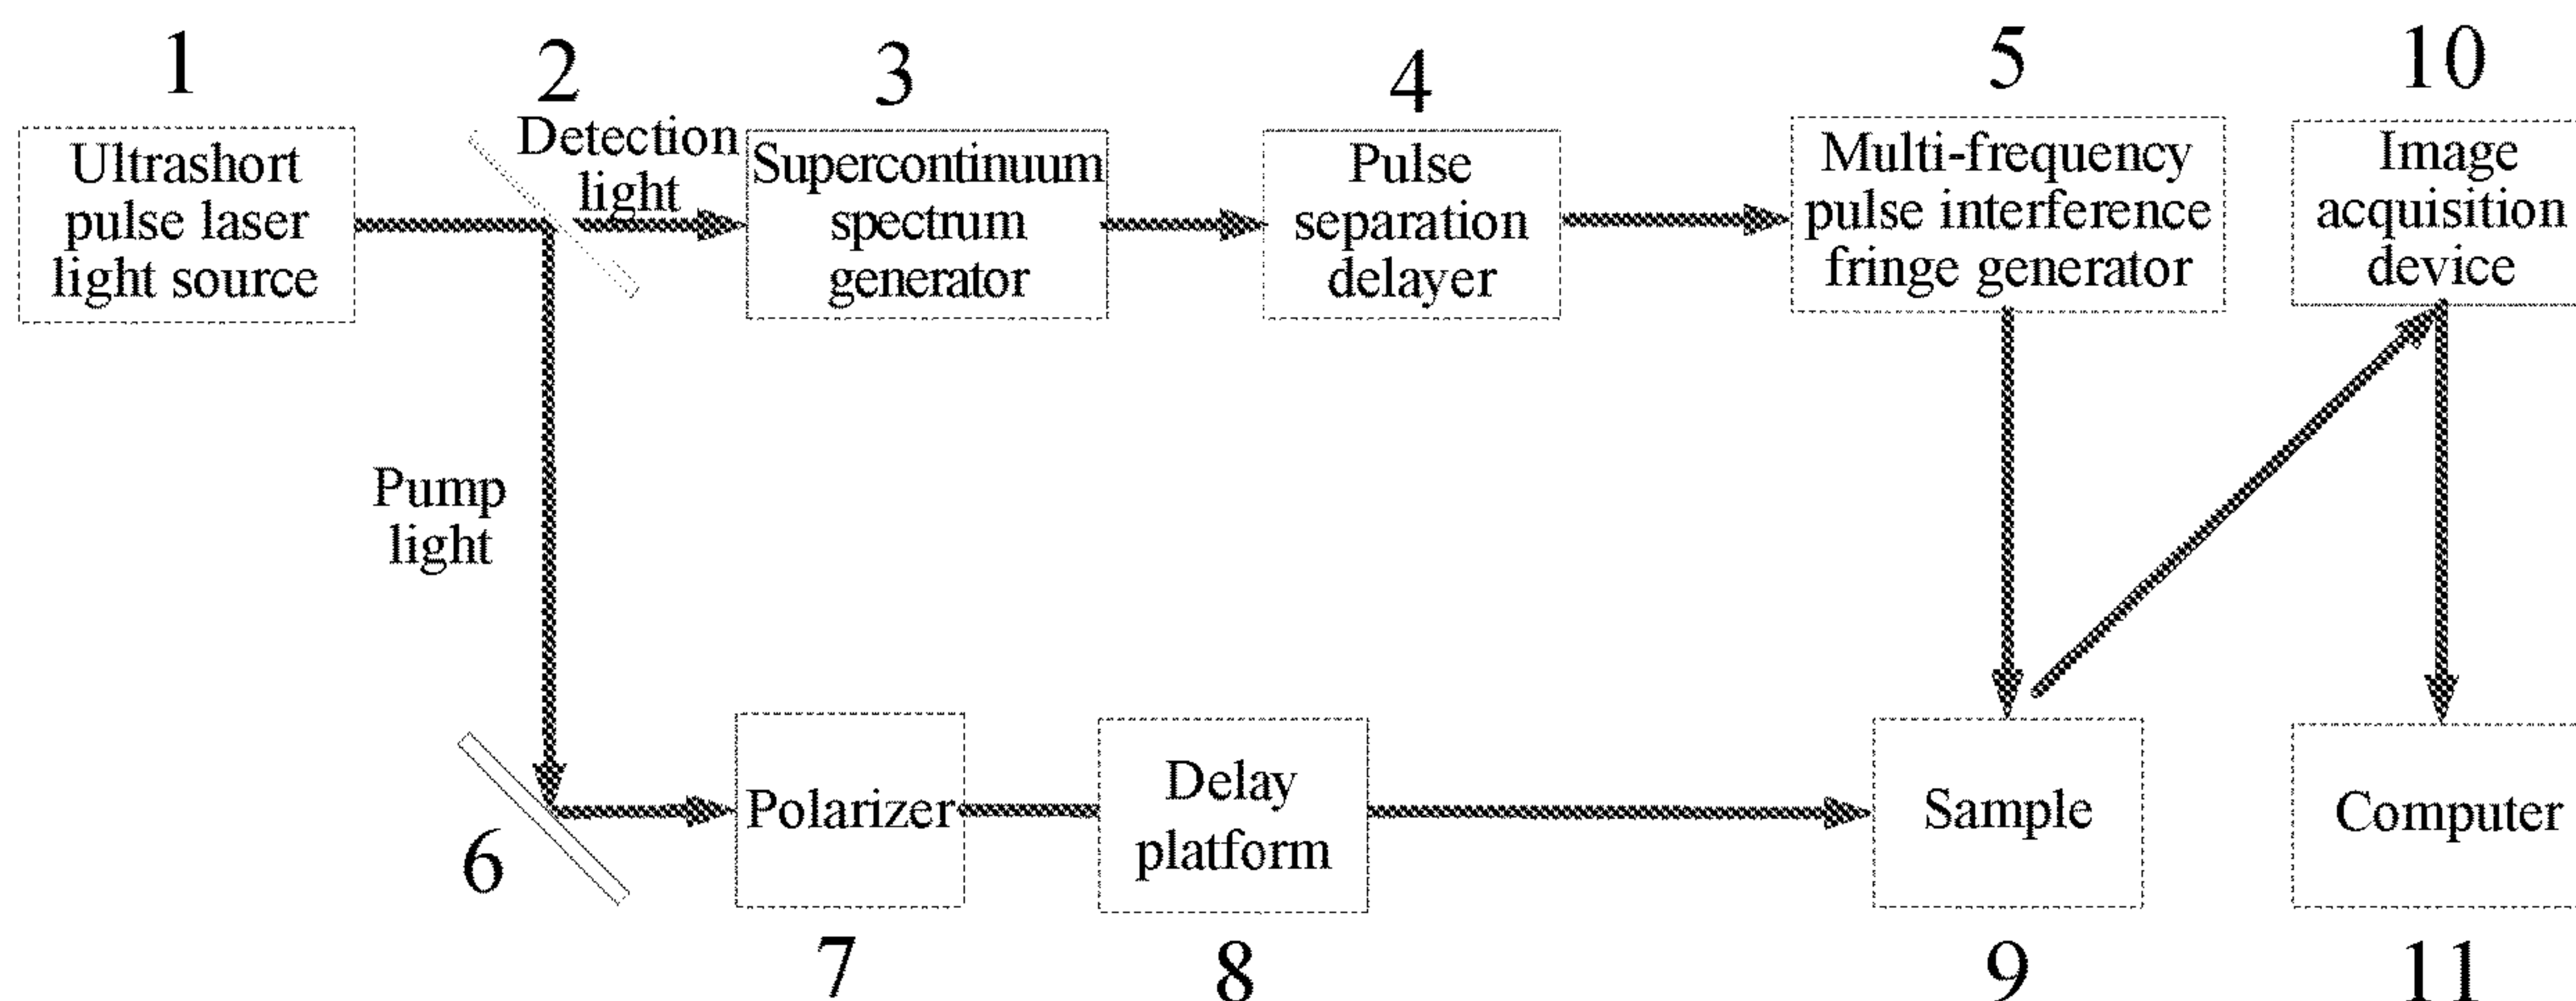 1
2
3
4
5
10
Ultrashort
pulse laser
light source
Detection
light
Supercontinuum
spectrum
generator
Pulse
separation
delayer
Multi-frequency
pulse interference
fringe generator
Image
acquisition
device
Pump
light
6
Polarizer
Delay
platform
Sample
Computer
7
8
9
11